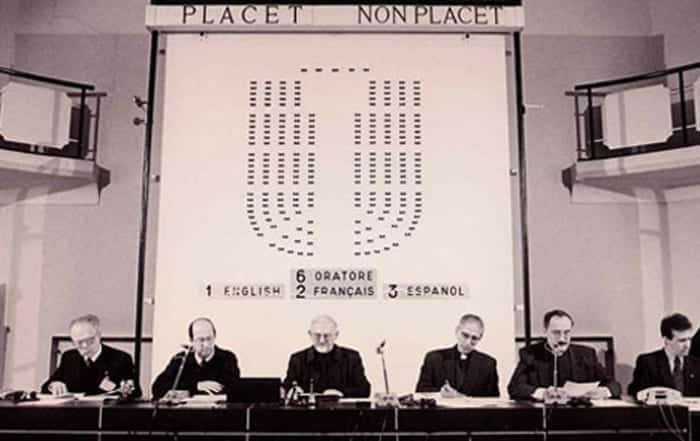 PLACET NON PLACET
6 ORATORE
1 ENGLISH 2 FRANÇAIS 3 ESPANOL